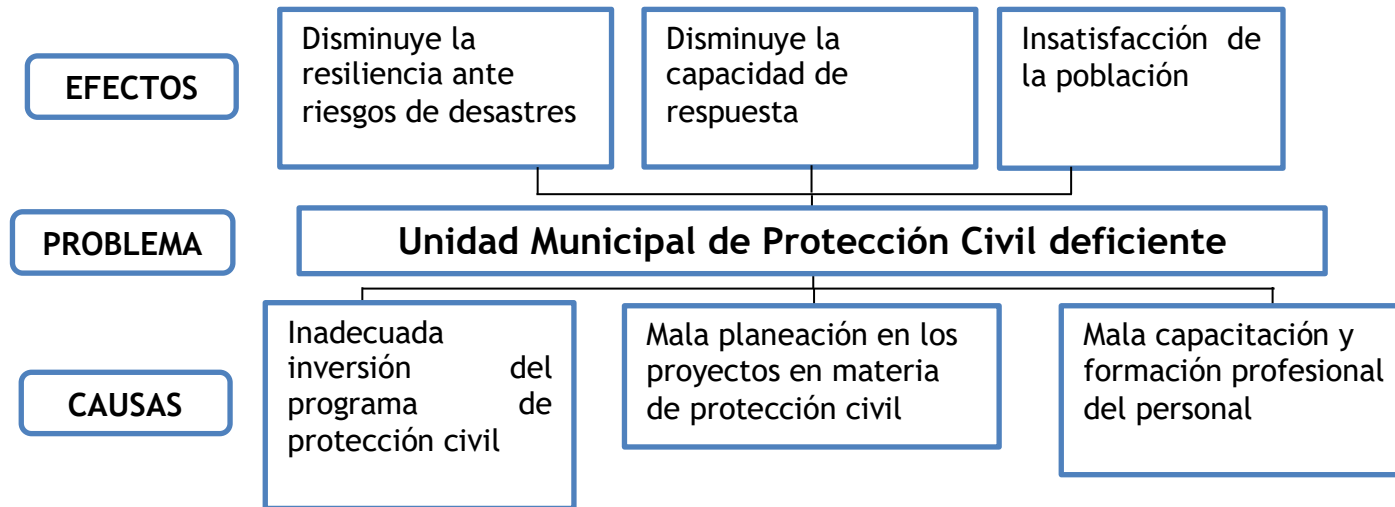 EFECTOS
Disminuye la
resiliencia ante
riesgos de desastres
Disminuye la
capacidad de
respuesta
Insatisfacción de
la población
PROBLEMA
Unidad Municipal de Protección Civil deficiente
CAUSAS
Inadecuada
inversión del
programa de
protección civil
Mala planeación en los
proyectos en materia
de protección civil
Mala capacitación y
formación profesional
del personal